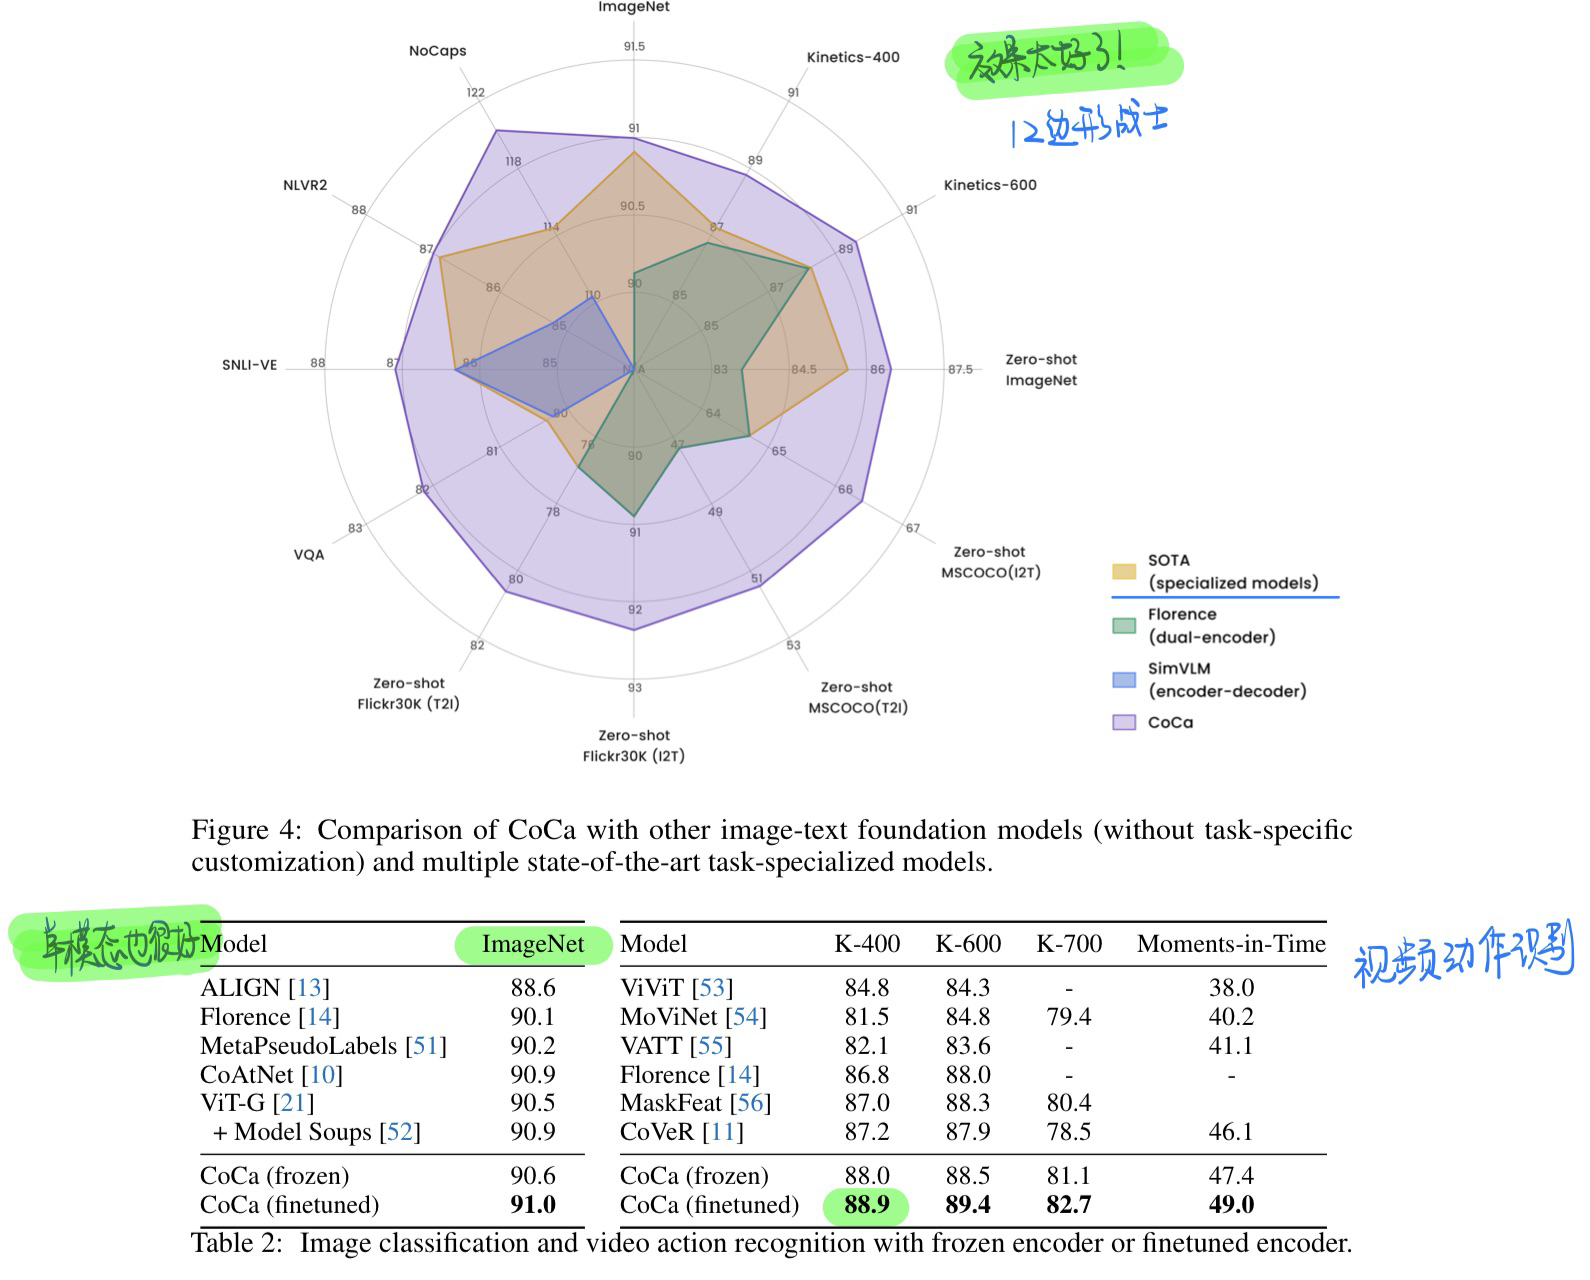 ImageNet
NoCaps
Kinetics-400
效果太好了!
12边形战士
91.5
122
91
91
118
89
NLVR2
Kinetics-600
88
90.5
91
114
87
87
89
86
110
90
85
87
85
85
SNLI-VE
88
87
86
85
N/A
83
84.5
86
87.5
Zero-shot
ImageNet
80
64
81
76
90
47
65
82
66
83
78
91
49
67
VQA
80
92
51
82
93
53
Zero-shot
MSCOCO(I2T)
Zero-shot
Flickr30K (T2I)
Zero-shot
MSCOCO(T2I)
Zero-shot
Flickr30K (I2T)
SOTA
(specialized models)
Florence
(dual-encoder)
SimVLM
(encoder-decoder)
CoCa
Figure 4: Comparison of CoCa with other image-text foundation models (without task-specific
customization) and multiple state-of-the-art task-specialized models.
单模态也很好
Model ImageNet
ALIGN [13] 88.6
Florence [14] 90.1
MetaPseudoLabels [51] 90.2
CoAtNet [10] 90.9
ViT-G [21] 90.5
+ Model Soups [52] 90.9
CoCa (frozen) 90.6
CoCa (finetuned) 91.0
Model K-400 K-600 K-700 Moments-in-Time
视频动作识别
ViViT [53] 84.8 84.3 - 38.0
MoViNet [54] 81.5 84.8 79.4 40.2
VATT [55] 82.1 83.6 - 41.1
Florence [14] 86.8 88.0 - -
MaskFeat [56] 87.0 88.3 80.4
CoVeR [11] 87.2 87.9 78.5 46.1
CoCa (frozen) 88.0 88.5 81.1 47.4
CoCa (finetuned) 88.9 89.4 82.7 49.0
Table 2: Image classification and video action recognition with frozen encoder or finetuned encoder.